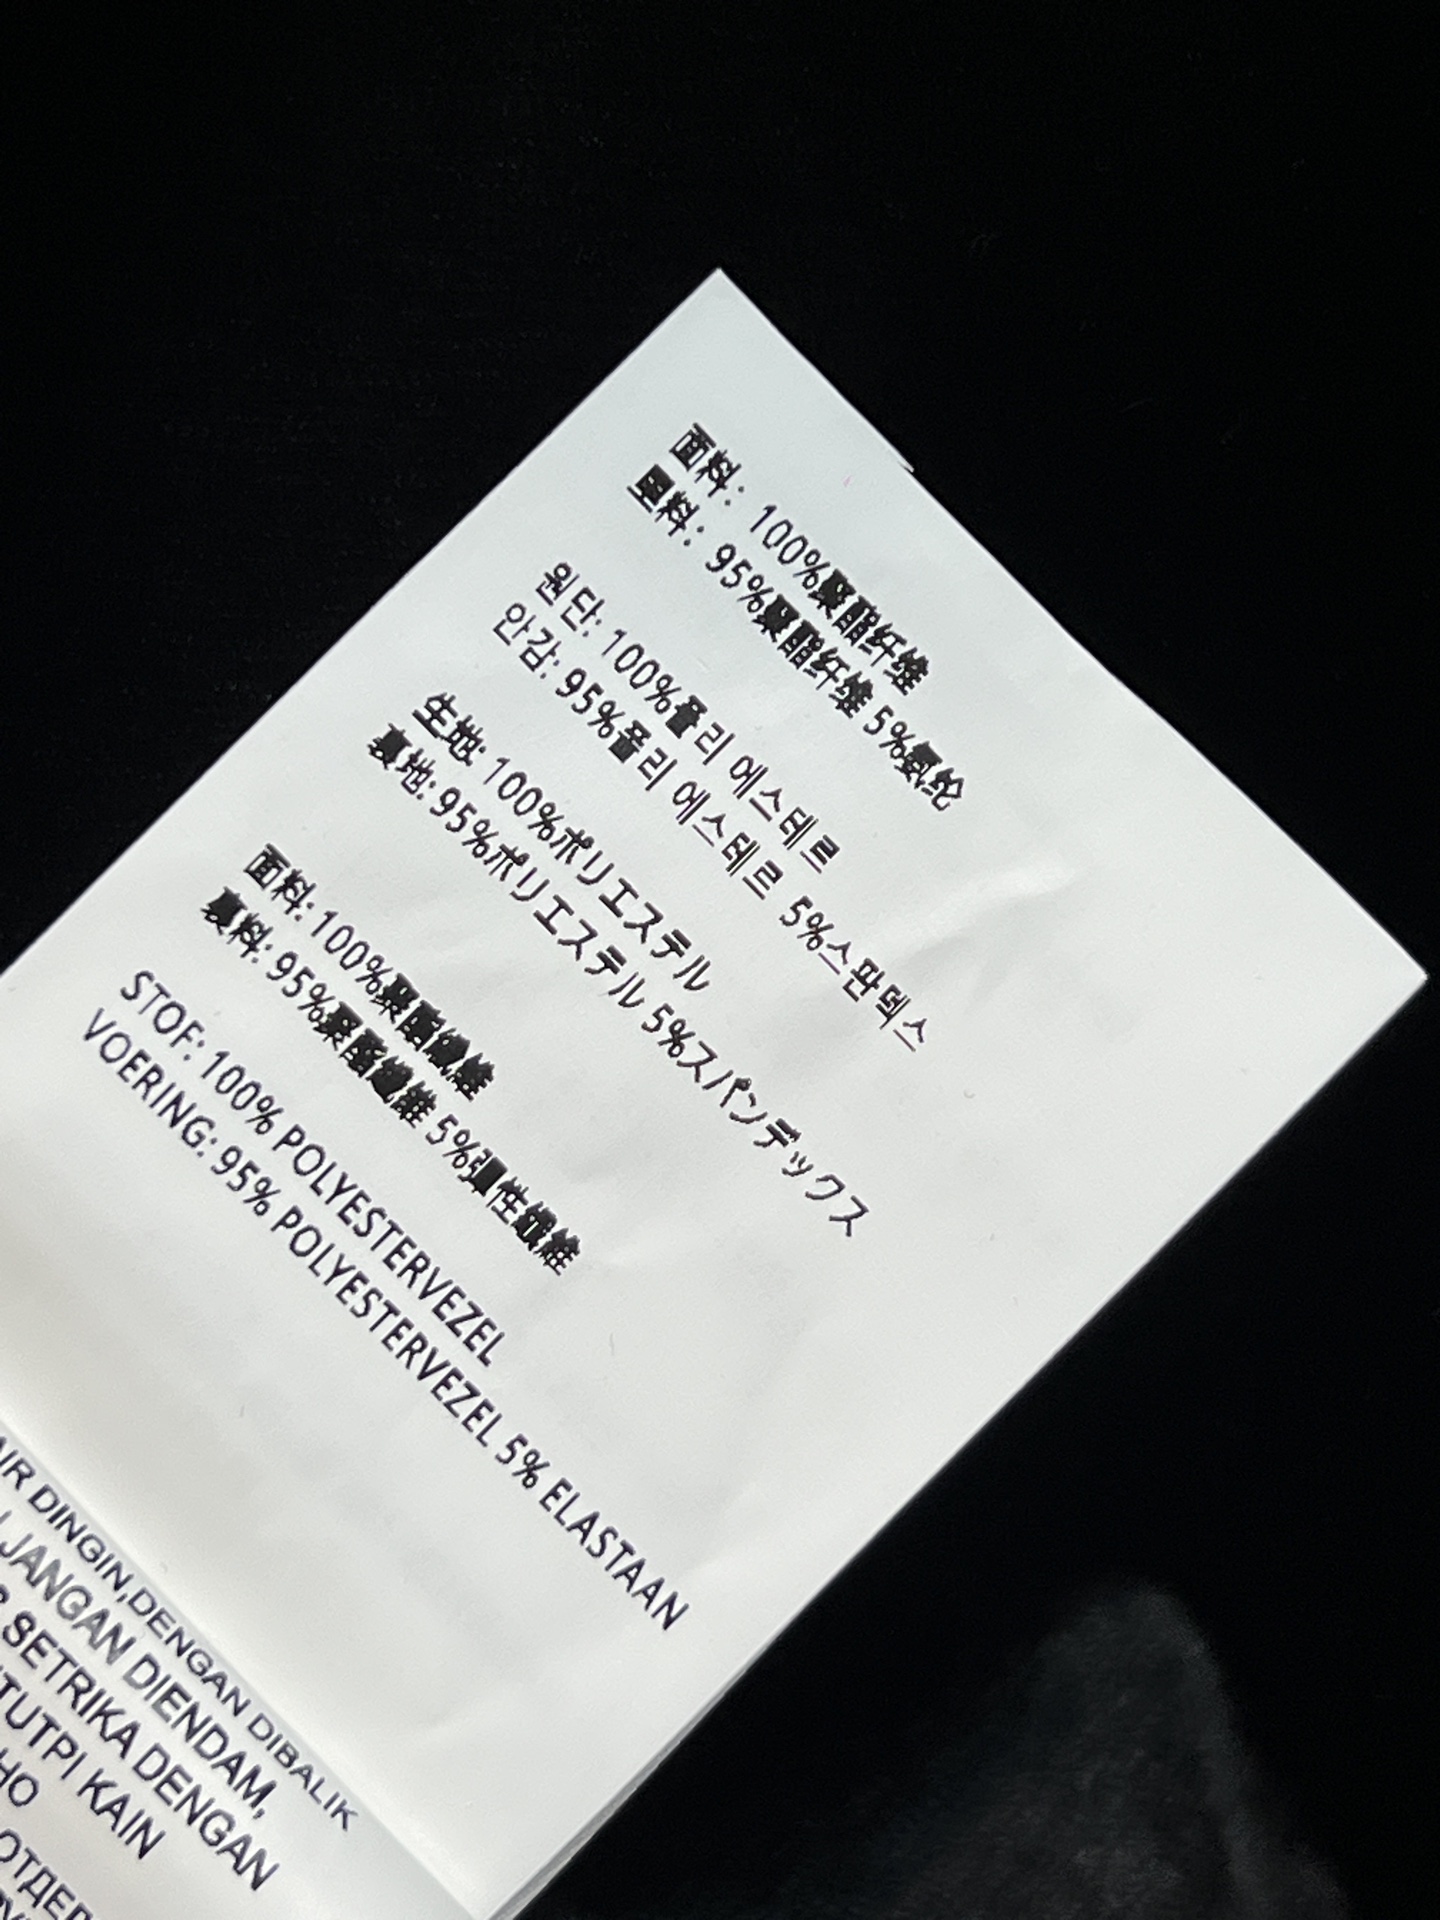 面料: 100%聚酯纤维
里料: 95%聚酯纤维 5%氨纶
원단: 100%폴리 에스테르
안감: 95%폴리 에스테르 5%스판덱스
生地: 100%ポリエステル
裏地: 95%ポリエステル 5%スパンデックス
面料: 100%聚酯纖維
裏料: 95%聚酯纖維 5%彈性纖維
STOF: 100% POLYESTERVEZEL
VOERING: 95% POLYESTERVEZEL 5% ELASTAAN
DINGIN,DENGAN DIBALIK
JANGAN DIENDAM,
SETRIKA DENGAN
KAIN